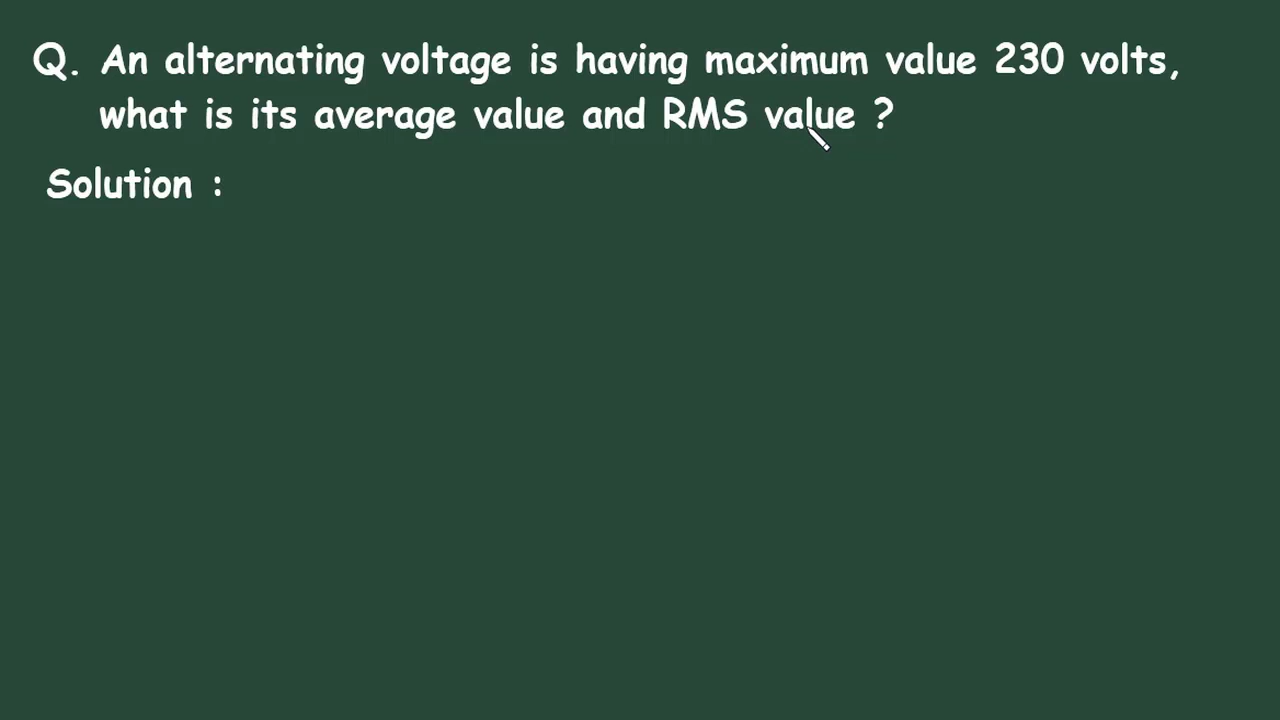 Q. An alternating voltage is having maximum value 230 volts,
what is its average value and RMS value ?
Solution :